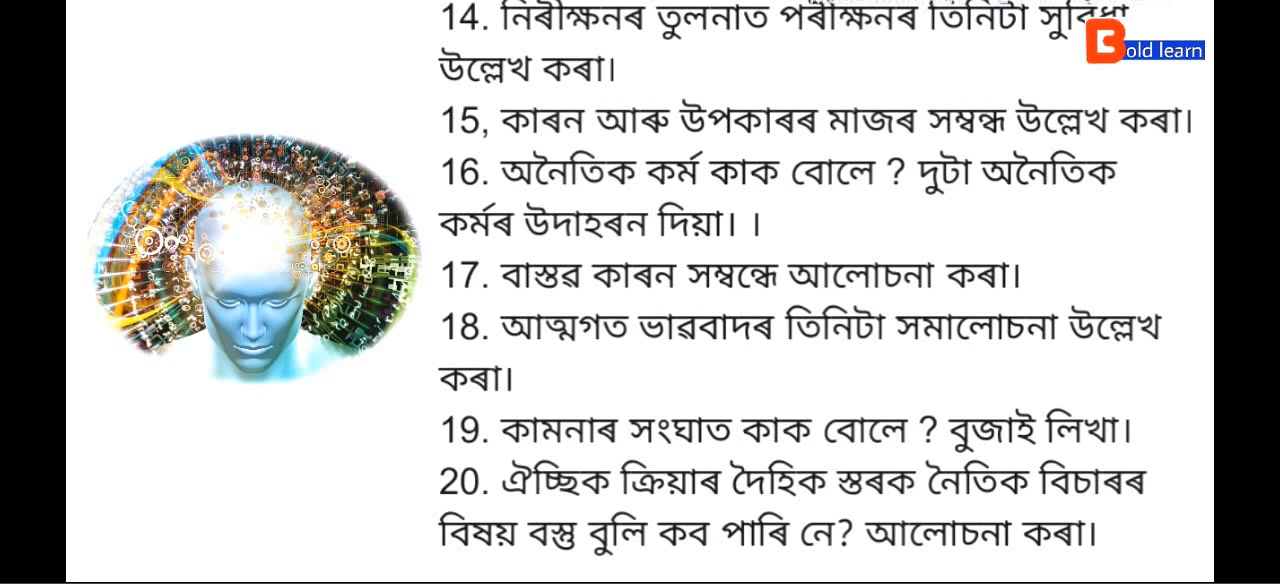 14. নিৰীক্ষনৰ তুলনাত পৰীক্ষনৰ তিনিটা সুবিধা
old learn
উল্লেখ কৰা।
15, কাৰন আৰু উপকাৰৰ মাজৰ সম্বন্ধ উল্লেখ কৰা।
16. অনৈতিক কৰ্ম কাক বোলে ? দুটা অনৈতিক
কৰ্মৰ উদাহৰন দিয়া। ।
17. বাস্তৱ কাৰন সম্বন্ধে আলোচনা কৰা।
18. আত্মগত ভাৱবাদৰ তিনিটা সমালোচনা উল্লেখ
কৰা।
19. কামনাৰ সংঘাত কাক বোলে ? বুজাই লিখা।
20. ঐচ্ছিক ক্ৰিয়াৰ দৈহিক স্তৰক নৈতিক বিচাৰৰ
বিষয় বস্তু বুলি কব পাৰি নে? আলোচনা কৰা।